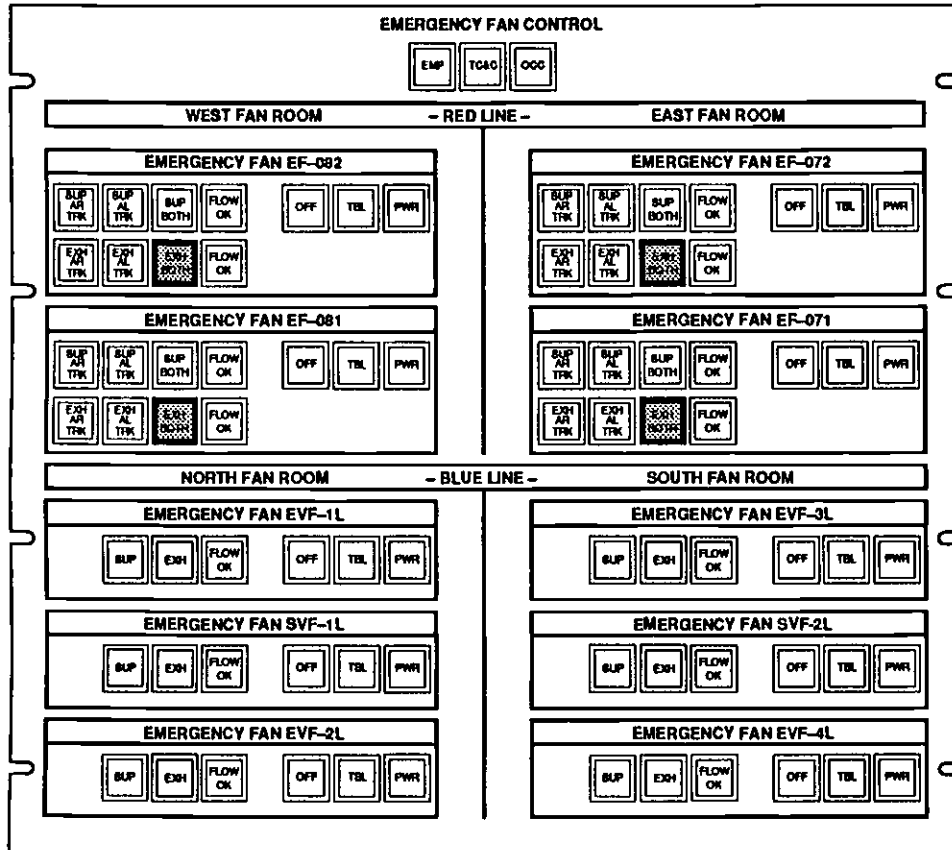 EMERGENCY FAN CONTROL
EMP TC&C OCC
WEST FAN ROOM – RED LINE – EAST FAN ROOM
EMERGENCY FAN EF–082
SUP AR TRK SUP AL TRK SUP BOTH FLOW OK OFF TBL PWR
EXH AR TRK EXH AL TRK EXH BOTH FLOW OK
EMERGENCY FAN EF–072
SUP AR TRK SUP AL TRK SUP BOTH FLOW OK OFF TBL PWR
EXH AR TRK EXH AL TRK EXH BOTH FLOW OK
EMERGENCY FAN EF–081
SUP AR TRK SUP AL TRK SUP BOTH FLOW OK OFF TBL PWR
EXH AR TRK EXH AL TRK EXH BOTH FLOW OK
EMERGENCY FAN EF–071
SUP AR TRK SUP AL TRK SUP BOTH FLOW OK OFF TBL PWR
EXH AR TRK EXH AL TRK EXH BOTH FLOW OK
NORTH FAN ROOM – BLUE LINE – SOUTH FAN ROOM
EMERGENCY FAN EVF–1L
SUP EXH FLOW OK OFF TBL PWR
EMERGENCY FAN EVF–3L
SUP EXH FLOW OK OFF TBL PWR
EMERGENCY FAN SVF–1L
SUP EXH FLOW OK OFF TBL PWR
EMERGENCY FAN SVF–2L
SUP EXH FLOW OK OFF TBL PWR
EMERGENCY FAN EVF–2L
SUP EXH FLOW OK OFF TBL PWR
EMERGENCY FAN EVF–4L
SUP EXH FLOW OK OFF TBL PWR